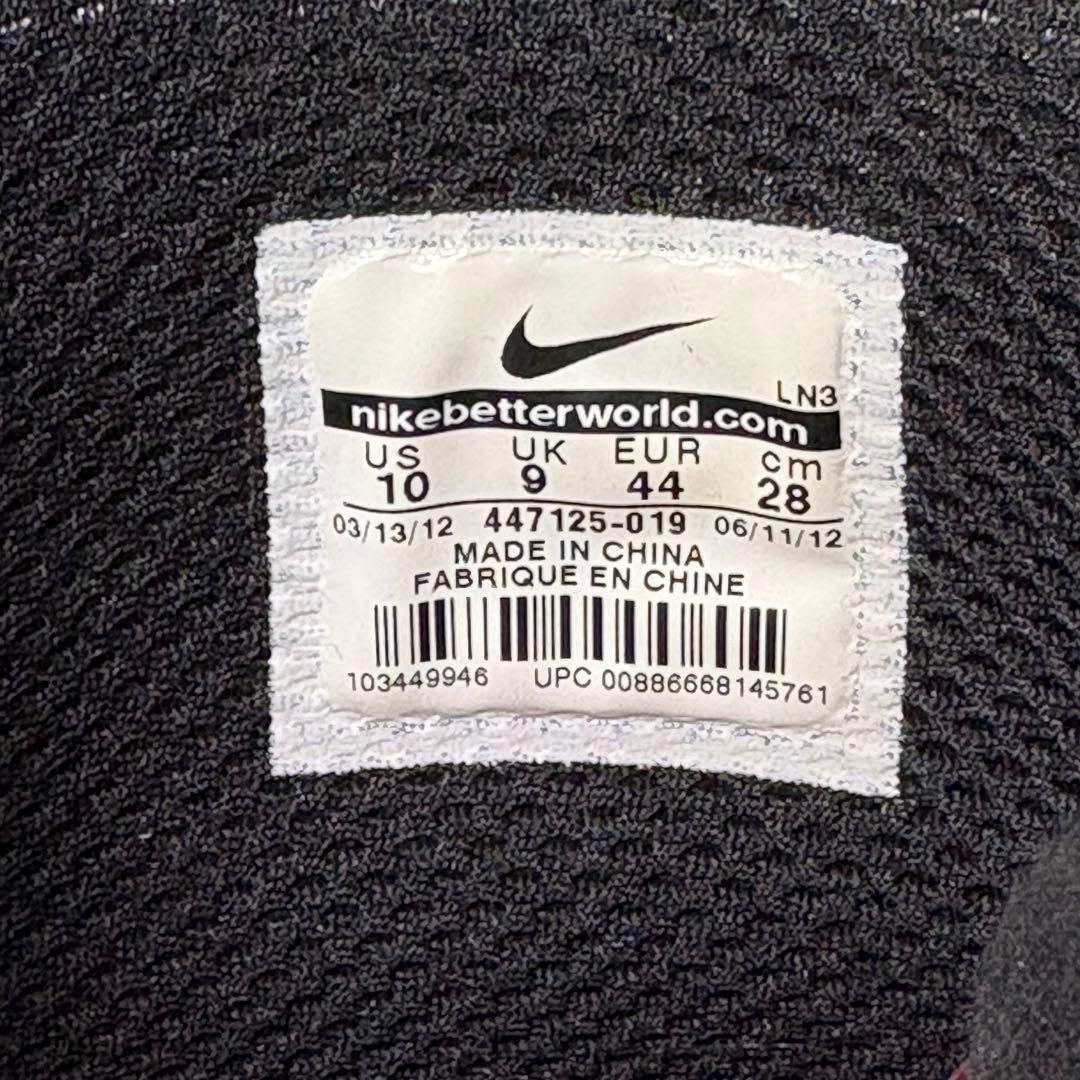 LN3
nikebetterworld.com
US UK EUR cm
10 9 44 28
03/13/12 447125-019 06/11/12
MADE IN CHINA
FABRIQUE EN CHINE
103449946 UPC 00886668145761